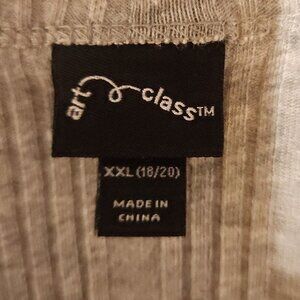 art class™
XXL (18/20)
MADE IN
CHINA